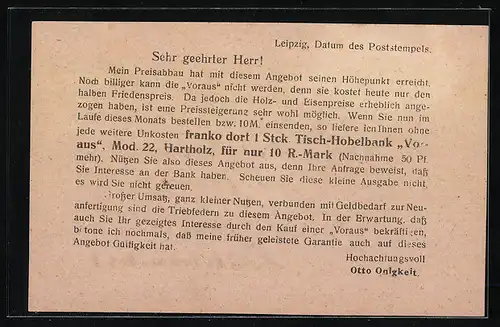 Leipzig, Datum des Poststempels.
Sehr geehrter Herr!
Mein Preisabbau hat mit diesem Angebot seinen Höhepunkt erreicht.
Noch billiger kann die „Voraus" nicht werden, denn sie kostet heute nur den
halben Friedenspreis. Da jedoch die Holz- und Eisenpreise erheblich ange-
zogen haben, ist eine Preissteigerung sehr wohl möglich. Wenn Sie nun im
Laufe dieses Monats bestellen bzw. 10M. einsenden, so liefere ich Ihnen ohne
jede weitere Unkosten franko dort 1 Stck. Tisch-Hobelbank „Vor-
aus", Mod. 22, Hartholz, für nur 10 R.-Mark (Nachnahme 50 Pf.
mehr). Nützen Sie also dieses Angebot aus, denn Ihre Anfrage beweist, daß
Sie Interesse an der Bank haben. Scheuen Sie diese kleine Ausgabe nicht,
es wird Sie nicht gereuen.
Großer Umsatz, ganz kleiner Nutzen, verbunden mit Geldbedarf zur Neu-
anfertigung sind die Triebfedern zu diesem Angebot. In der Erwartung, daß
auch Sie Ihr gezeigtes Interesse durch den Kauf einer „Voraus" bekräftigen,
betone ich nochmals, daß meine früher geleistete Garantie auch auf dieses
Angebot Gültigkeit hat.
Hochachtungsvoll
Otto Onigkeit.